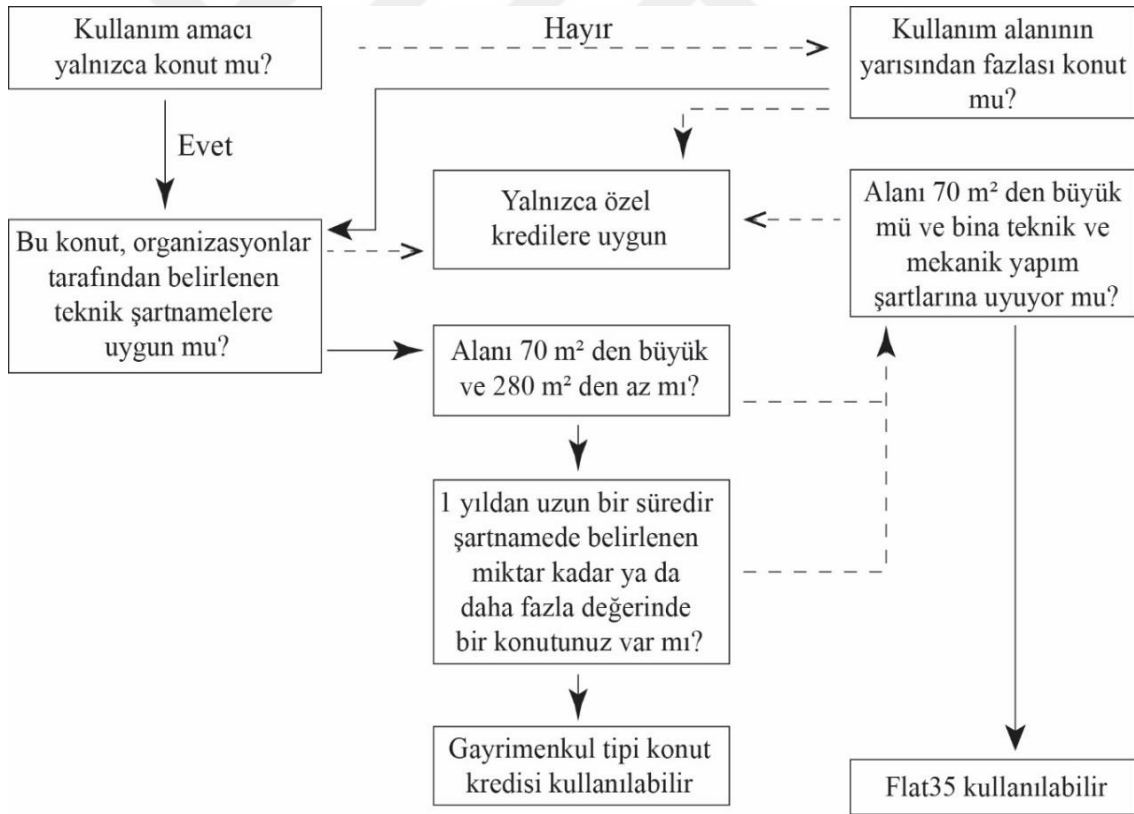 Kullanım amacı
yalnızca konut mu?
Hayır
Kullanım alanının
yarısından fazlası konut
mu?
Evet
Yalnızca özel
kredilere uygun
Alanı 70 m² den büyük
mü ve bina teknik ve
mekanik yapım
şartlarına uyuyor mu?
Bu konut, organizasyonlar
tarafından belirlenen
teknik şartnamelere
uygun mu?
Alanı 70 m² den büyük
ve 280 m² den az mı?
1 yıldan uzun bir süredir
şartnamede belirlenen
miktar kadar ya da
daha fazla değerinde
bir konutunuz var mı?
Gayrimenkul tipi konut
kredisi kullanılabilir
Flat35 kullanılabilir